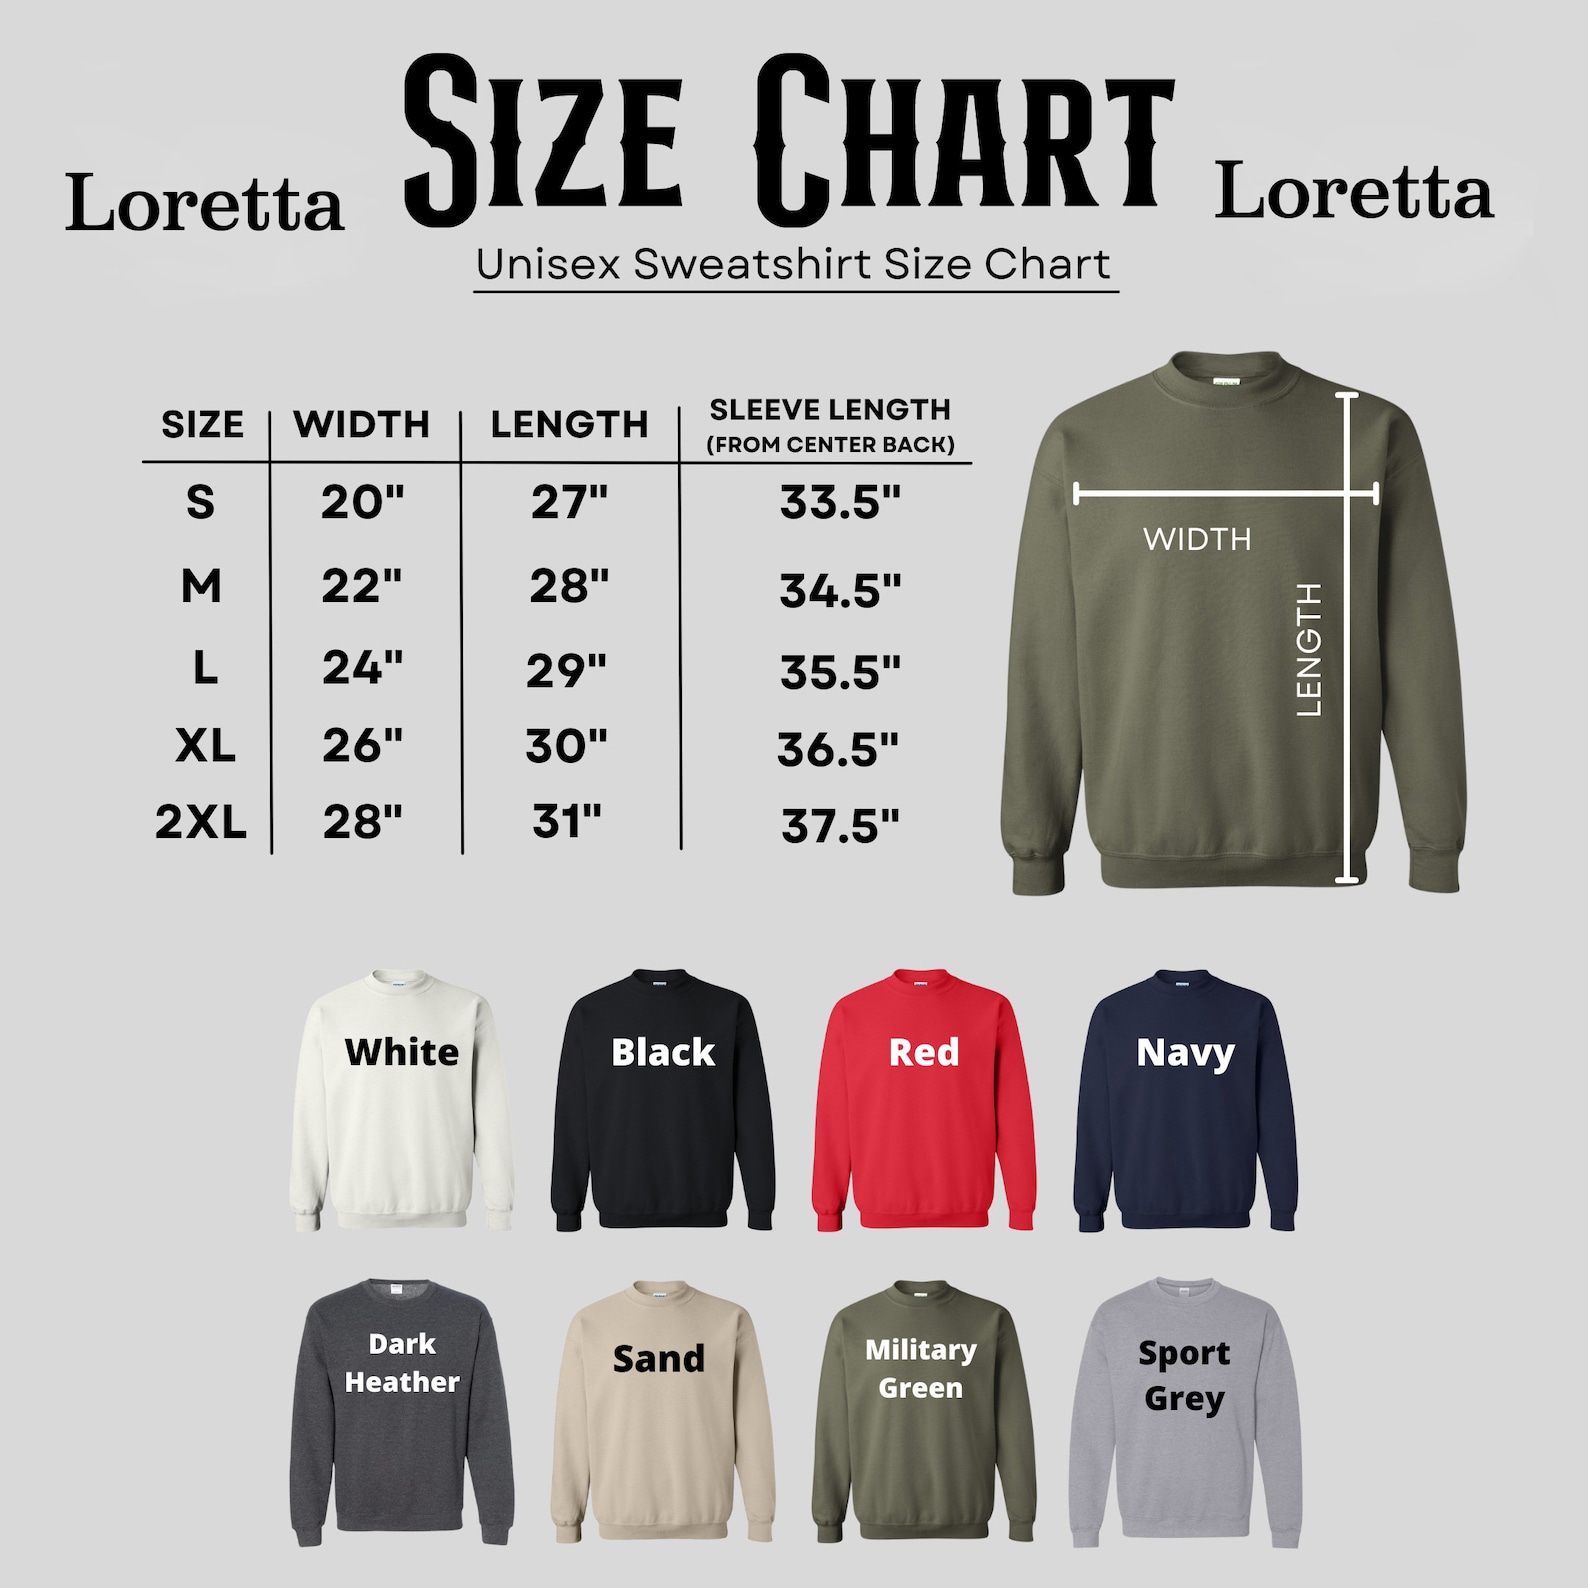 SIZE CHART
Loretta
Loretta
Unisex Sweatshirt Size Chart
SIZE WIDTH LENGTH SLEEVE LENGTH
(FROM CENTER BACK)
S 20" 27" 33.5"
M 22" 28" 34.5"
L 24" 29" 35.5"
XL 26" 30" 36.5"
2XL 28" 31" 37.5"
WIDTH
LENGTH
White
Black
Red
Navy
Dark
Heather
Sand
Military
Green
Sport
Grey